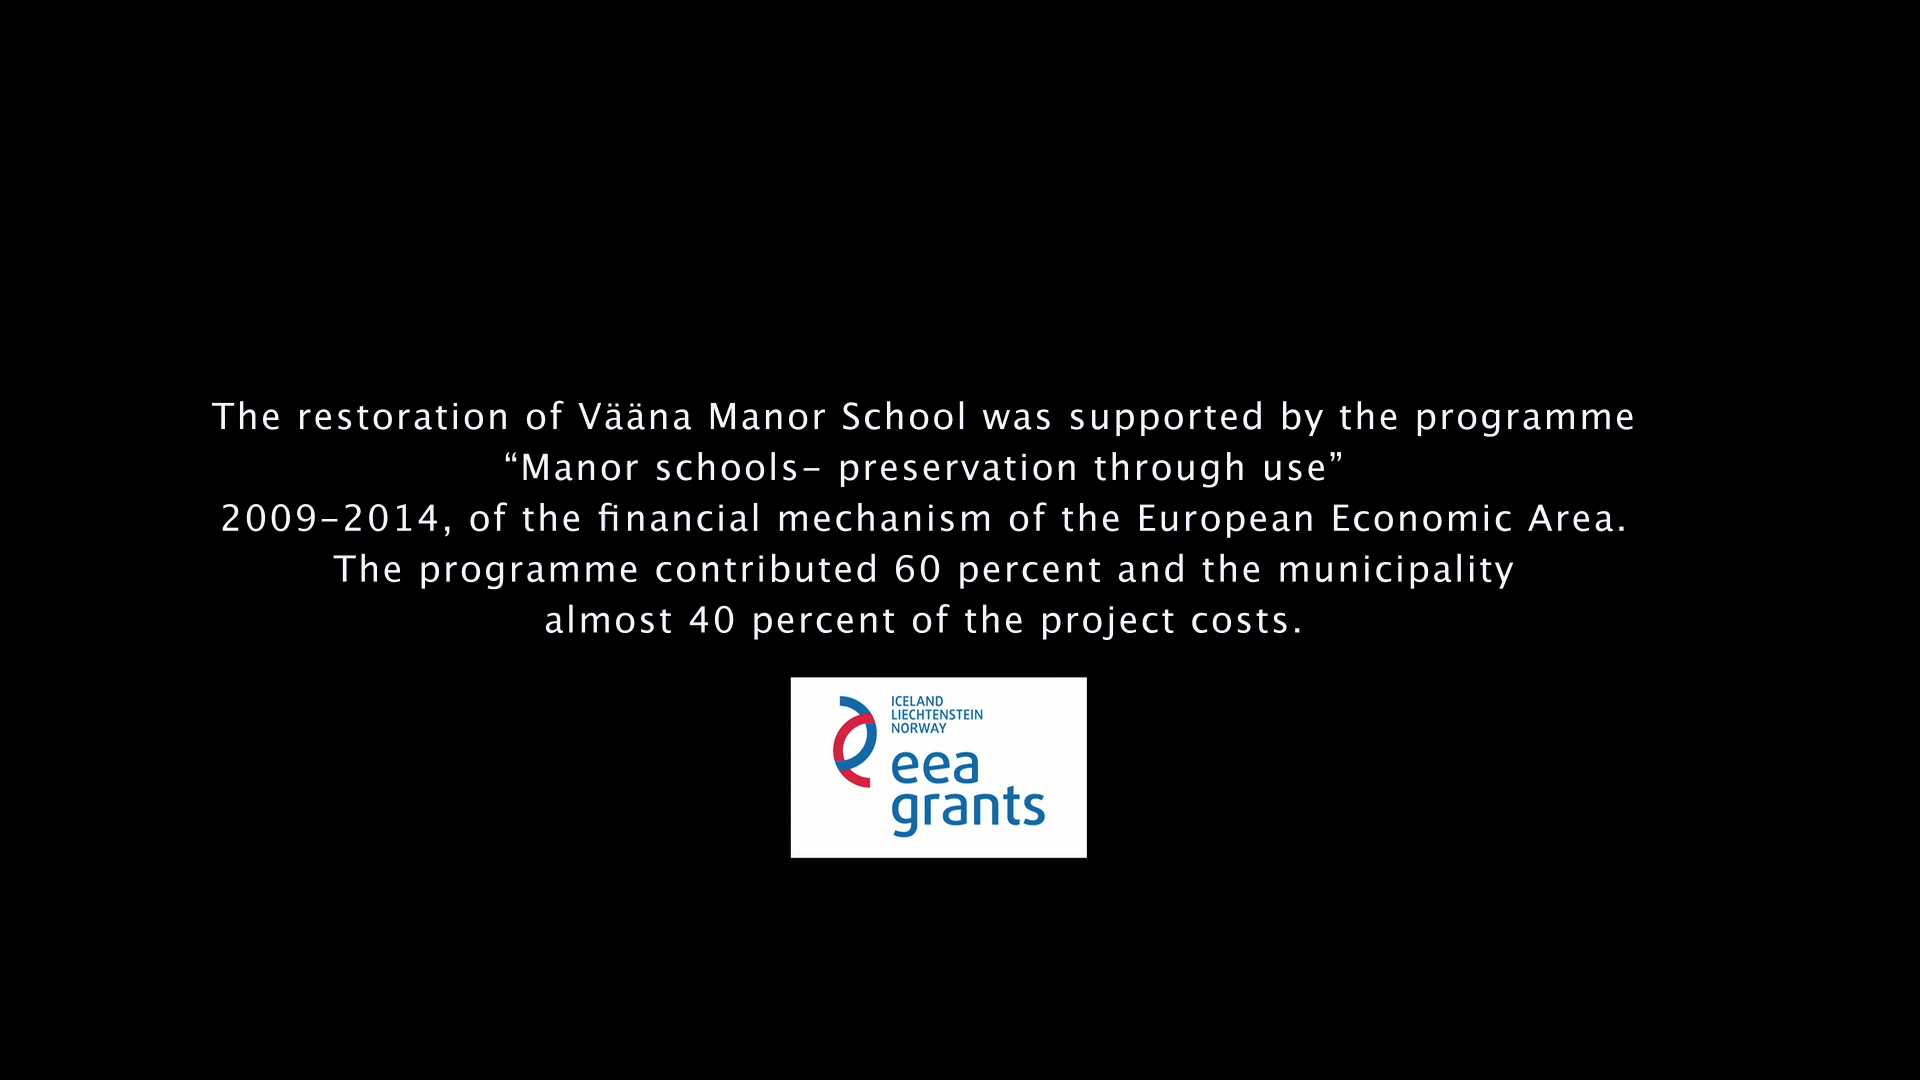 The restoration of Vääna Manor School was supported by the programme
“Manor schools- preservation through use”
2009-2014, of the financial mechanism of the European Economic Area.
The programme contributed 60 percent and the municipality
almost 40 percent of the project costs.
ICELAND
LIECHTENSTEIN
NORWAY
eea
grants